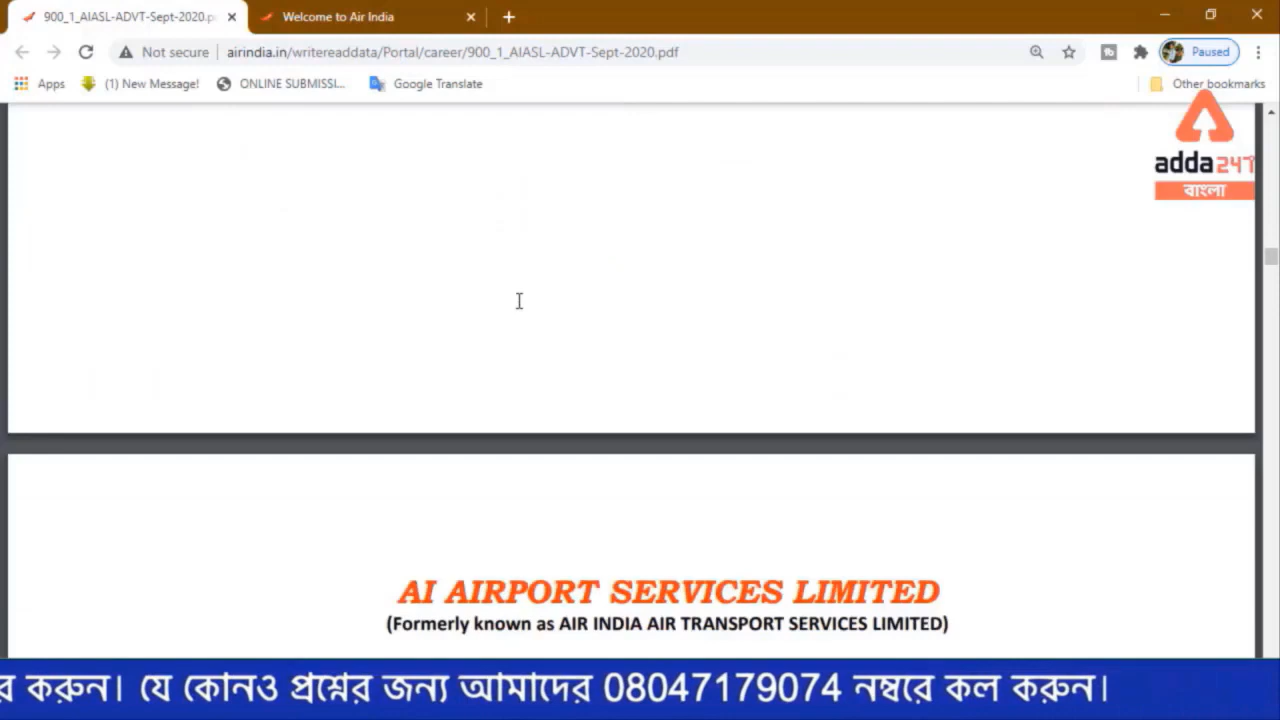 900_1_AIASL-ADVT-Sept-2020.p
Welcome to Air India
Not secure
airindia.in/writereaddata/Portal/career/900_1_AIASL-ADVT-Sept-2020.pdf
Paused
Apps
(1) New Message!
ONLINE SUBMISSI...
Google Translate
Other bookmarks
adda247
বাংলা
AI AIRPORT SERVICES LIMITED
(Formerly known as AIR INDIA AIR TRANSPORT SERVICES LIMITED)
র করুন। যে কোনও প্রশ্নের জন্য আমাদের 08047179074 নম্বরে কল করুন।